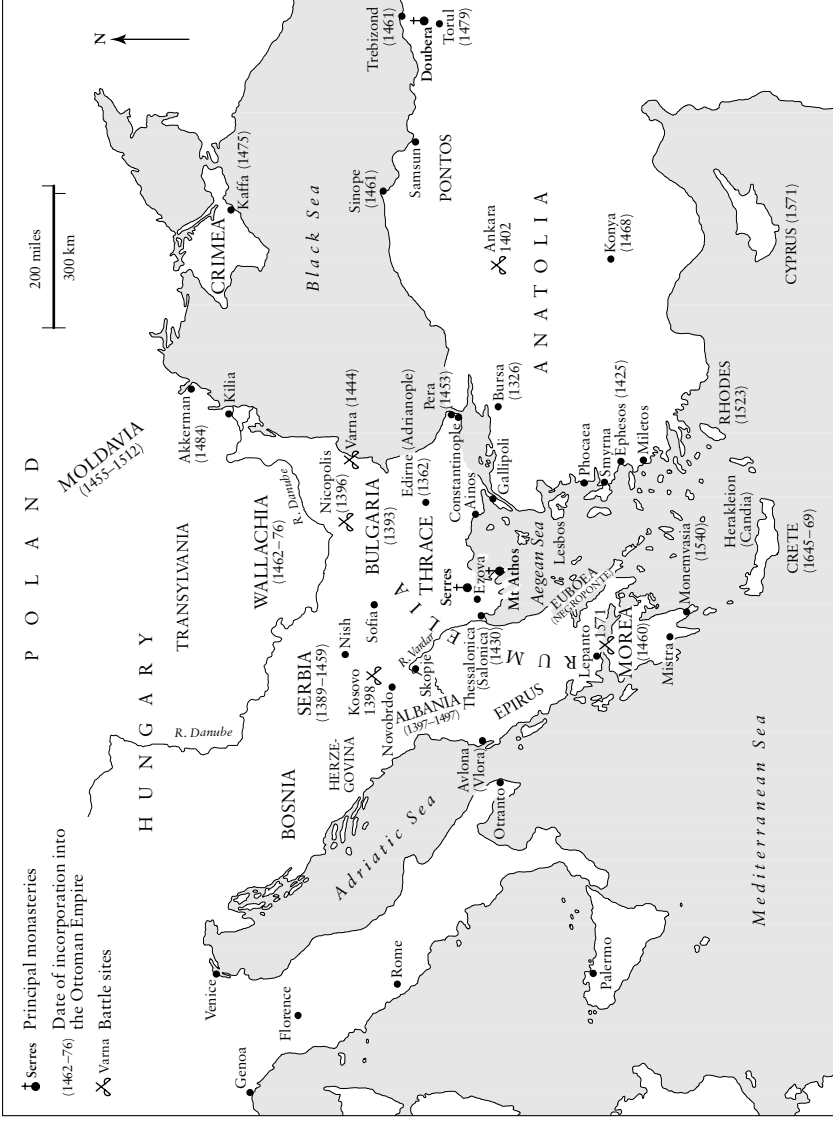 Serres Principal monasteries
(1462–76) Date of incorporation into
the Ottoman Empire
Varna Battle sites
200 miles
300 km
N
POLAND
HUNGARY
MOLDAVIA
(1455–1512)
TRANSYLVANIA
WALLACHIA
(1462–76)
R. Danube
R. Danube
Akkerman
(1484)
Kilia
CRIMEA
Kaffa (1475)
Black Sea
Sinope
(1461)
Samsun
PONTOS
Trebizond
(1461)
Doubera
Torul
(1479)
Venice
Genoa
Florence
Rome
Palermo
Otranto
Adriatic Sea
BOSNIA
HERZE-
GOVINA
SERBIA
(1389–1459)
Nish
Kosovo
1398
Novobrdo
Skopje
R. Vardar
Sofia
BULGARIA
(1393)
Nicopolis
(1396)
Varna (1444)
THRACE
Edirne (Adrianople)
(1362)
Pera
(1453)
Constantinople
Ainos
Gallipoli
Bursa
(1326)
Ankara
1402
ANATOLIA
Konya
(1468)
RUMELIA
Serres
Ezova
Mt Athos
Thessalonica
(Salonica)
(1430)
ALBANIA
(1397–1497)
Avlona
(Vlora)
EPIRUS
Aegean Sea
Lesbos
EUBOEA
(NEGROPONTE)
Lepanto
1571
MOREA
(1460)
Mistra
Monemvasia
(1540)
Phocaea
Smyrna
Ephesos (1425)
Miletos
RHODES
(1523)
Herakleion
(Candia)
CRETE
(1645–69)
CYPRUS (1571)
Mediterranean Sea